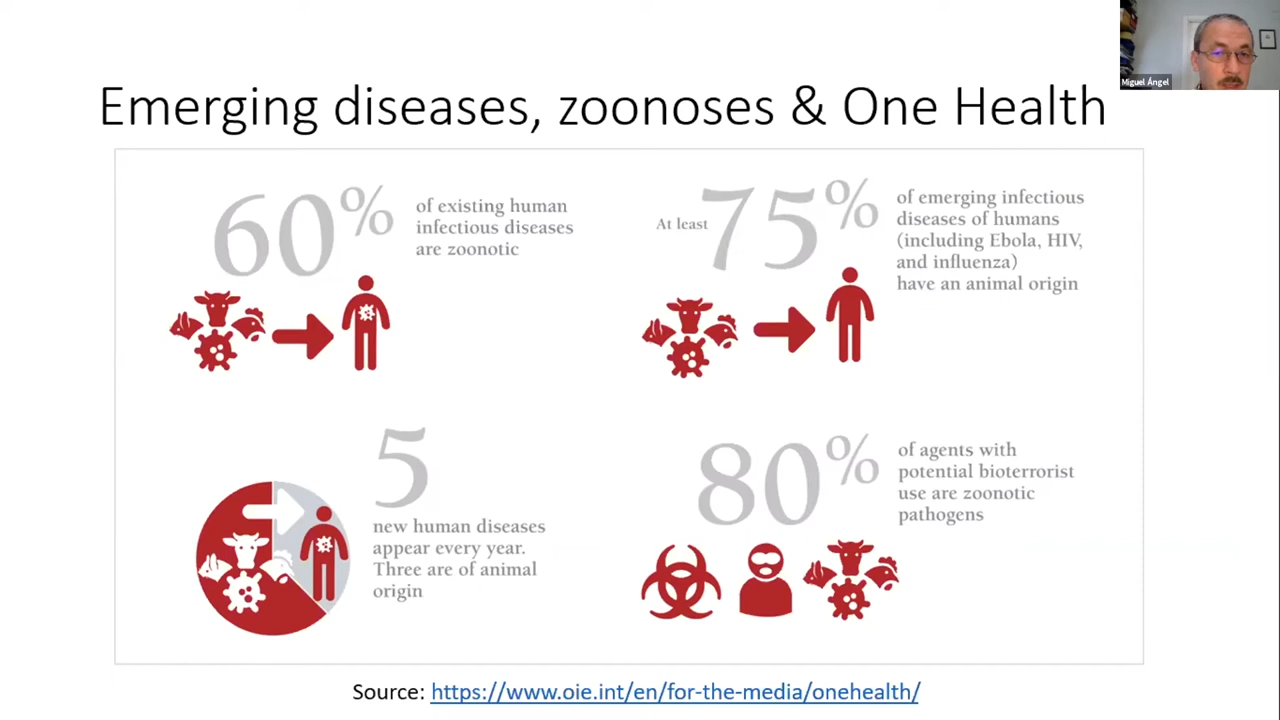 Miguel Ángel
Emerging diseases, zoonoses & One Health
60%
of existing human
infectious diseases
are zoonotic
At least 75%
of emerging infectious
diseases of humans
(including Ebola, HIV,
and influenza)
have an animal origin
5
new human diseases
appear every year.
Three are of animal
origin
80%
of agents with
potential bioterrorist
use are zoonotic
pathogens
Source: https://www.oie.int/en/for-the-media/onehealth/